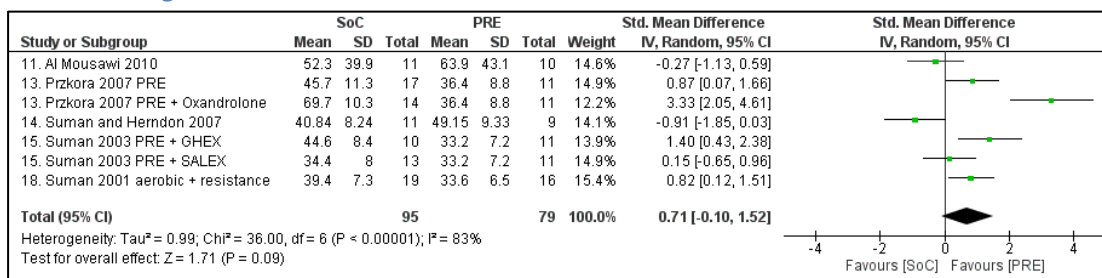 SoC PRE Std. Mean Difference Std. Mean Difference
Study or Subgroup Mean SD Total Mean SD Total Weight IV, Random, 95% CI IV, Random, 95% CI
11. Al Mousawi 2010 52.3 39.9 11 63.9 43.1 10 14.6% -0.27 [-1.13, 0.59]
13. Przkora 2007 PRE 45.7 11.3 17 36.4 8.8 11 14.9% 0.87 [0.07, 1.66]
13. Przkora 2007 PRE + Oxandrolone 69.7 10.3 14 36.4 8.8 11 12.2% 3.33 [2.05, 4.61]
14. Suman and Herndon 2007 40.84 8.24 11 49.15 9.33 9 14.2% -0.91 [-1.85, 0.03]
15. Suman 2003 PRE + GHEX 44.6 8.4 10 33.2 7.2 11 13.9% 1.40 [0.43, 2.38]
15. Suman 2003 PRE + SALEX 34.4 8 13 33.2 7.2 11 14.9% 0.15 [-0.65, 0.96]
18. Suman 2001 aerobic + resistance 39.4 7.3 19 33.6 6.5 16 15.4% 0.82 [0.12, 1.51]
Total (95% CI) 95 79 100.0% 0.71 [-0.10, 1.52]
Heterogeneity: Tau² = 0.99; Chi² = 36.00, df = 6 (P < 0.00001); I² = 83%
Test for overall effect: Z = 1.71 (P = 0.09)
-4 -2 0 2 4
Favours [SoC] Favours [PRE]